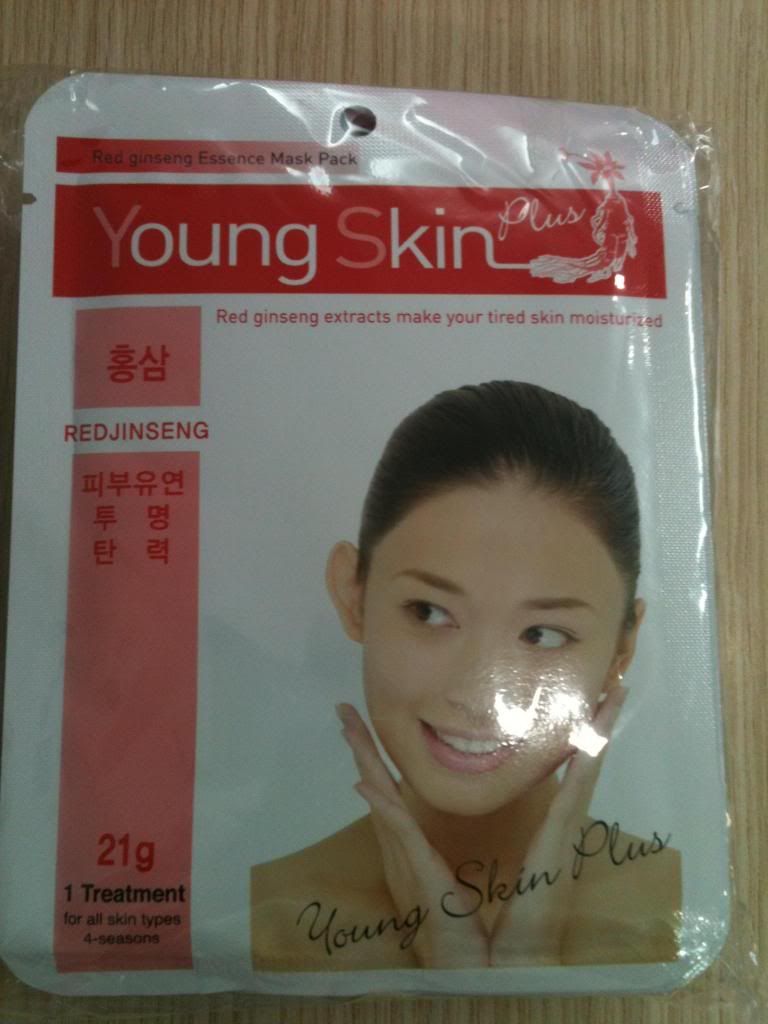 Red ginseng Essence Mask Pack
Young Skin Plus
Red ginseng extracts make your tired skin moisturized
홍삼
REDJINSENG
피부유연
투 명
탄 력
21g
1 Treatment
for all skin types
4-seasons
Young Skin Plus